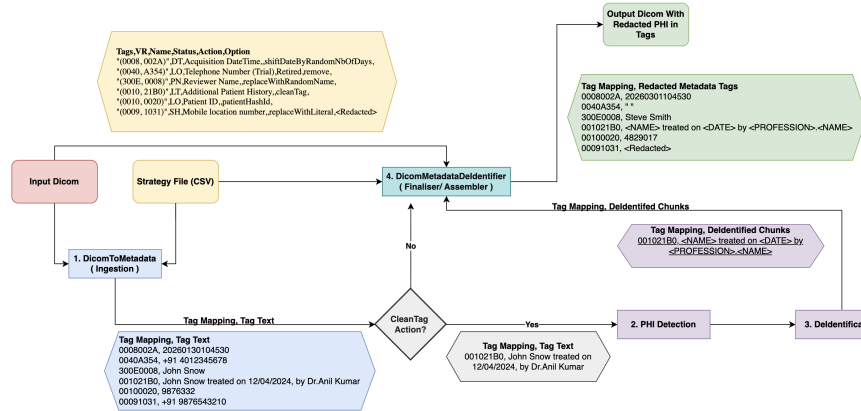 Output Dicom With
Redacted PHI in
Tags
Tags,VR,Name,Status,Action,Option
"(0008, 002A)",DT,Acquisition DateTime,,shiftDateByRandomNbOfDays,
"(0040, A354)",LO,Telephone Number (Trial),Retired,remove,
"(300E, 0008)",PN,Reviewer Name,,replaceWithRandomName,
"(0010, 21B0)",LT,Additional Patient History,,cleanTag,
"(0010, 0020)",LO,Patient ID,,patientHashId,
"(0009, 1031)",SH,Mobile location number,,replaceWithLiteral,<Redacted>
Tag Mapping, Redacted Metadata Tags
0008002A, 20260301104530
0040A354, " "
300E0008, Steve Smith
001021B0, <NAME> treated on <DATE> by <PROFESSION>.<NAME>
00100020, 4829017
00091031, <Redacted>
Input Dicom
Strategy File (CSV)
4. DicomMetadataDeIdentifier
( Finaliser/ Assembler )
Tag Mapping, DeIdentifed Chunks
Tag Mapping, DeIdentified Chunks
001021B0, <NAME> treated on <DATE> by
<PROFESSION>.<NAME>
No
1. DicomToMetadata
( Ingestion )
Tag Mapping, Tag Text
CleanTag
Action?
Yes
2. PHI Detection
3. DeIdentifica
Tag Mapping, Tag Text
0008002A, 20260130104530
0040A354, +91 4012345678
300E0008, John Snow
001021B0, John Snow treated on 12/04/2024, by Dr.Anil Kumar
00100020, 9876332
00091031, +91 9876543210
Tag Mapping, Tag Text
001021B0, John Snow treated on
12/04/2024, by Dr.Anil Kumar